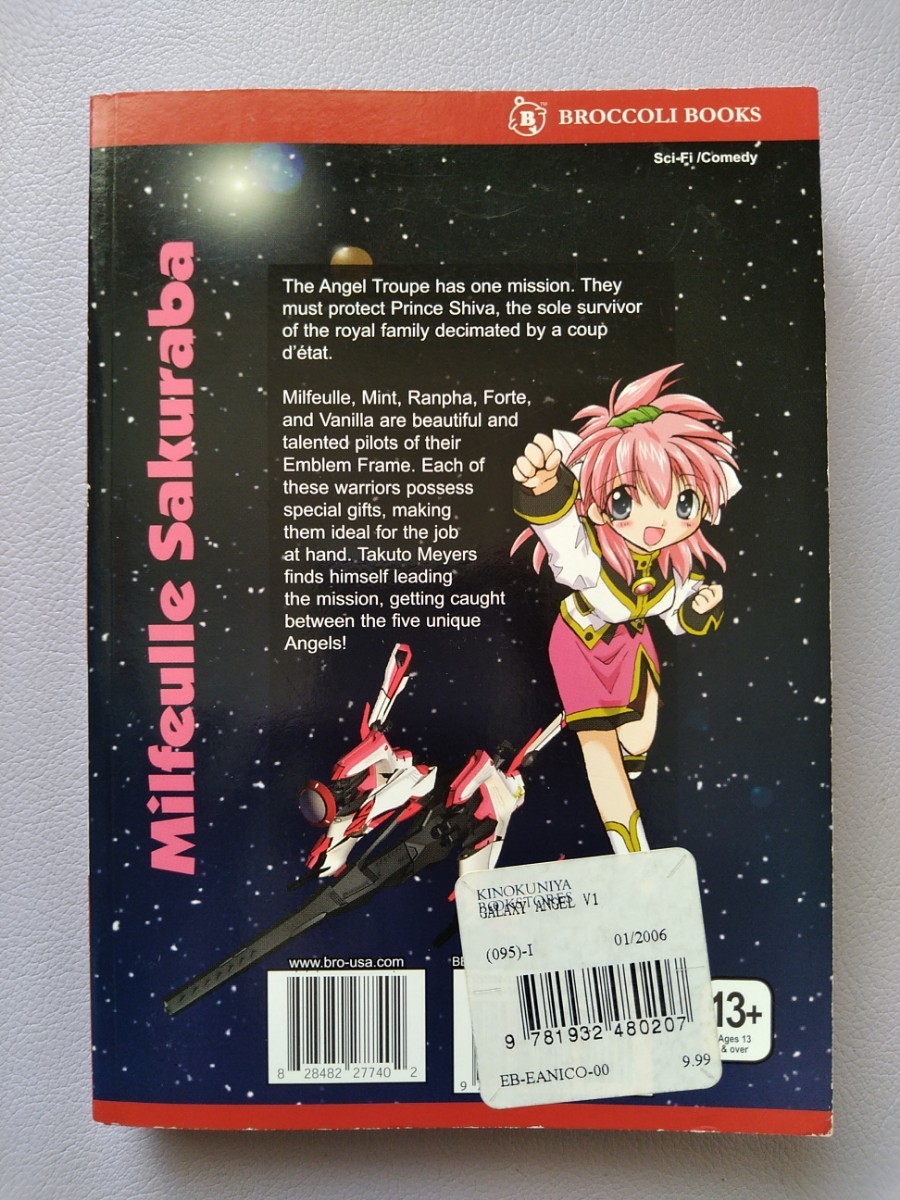 B™ BROCCOLI BOOKS
Sci-Fi /Comedy
Milfeulle Sakuraba
The Angel Troupe has one mission. They
must protect Prince Shiva, the sole survivor
of the royal family decimated by a coup
d'état.
Milfeulle, Mint, Ranpha, Forte,
and Vanilla are beautiful and
talented pilots of their
Emblem Frame. Each of
these warriors possess
special gifts, making
them ideal for the job
at hand. Takuto Meyers
finds himself leading
the mission, getting caught
between the five unique
Angels!
www.bro-usa.com
8 28482 27740 2
KINOKUNIYA
BOOKSTORES
GALAXY ANGEL V1
(095)-I 01/2006
9 781932 480207
EB-EANICO-00 9.99
13+
Ages 13
& over